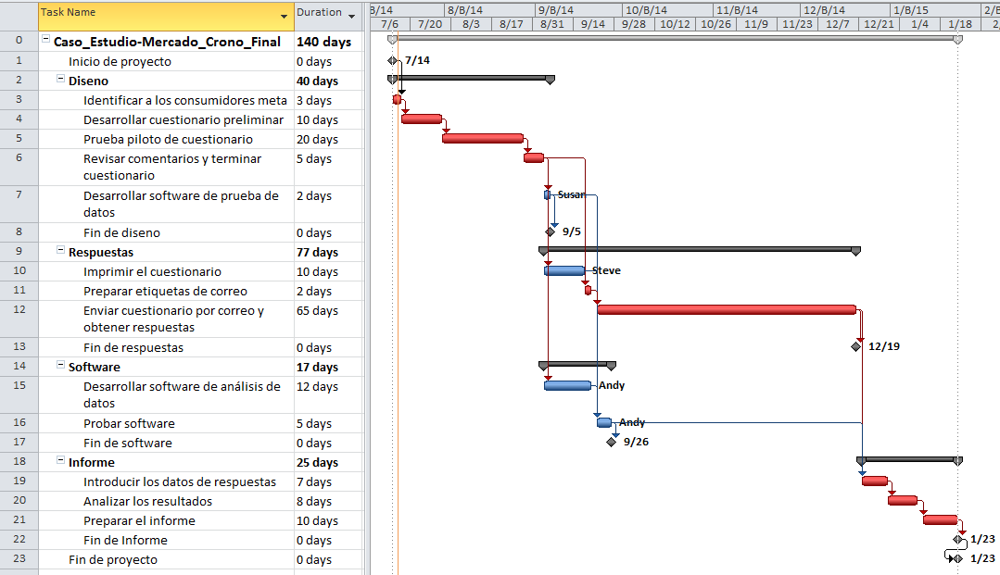 Task Name Duration 8/14 8/B/14 9/B/14 10/B/14 11/B/14 12/B/14 1/B/15 2/B
7/6 7/20 8/3 8/17 8/31 9/14 9/28 10/12 10/26 11/9 11/23 12/7 12/21 1/4 1/18
0 Caso_Estudio-Mercado_Crono_Final 140 days
1 Inicio de proyecto 0 days 7/14
2 Diseno 40 days
3 Identificar a los consumidores meta 3 days
4 Desarrollar cuestionario preliminar 10 days
5 Prueba piloto de cuestionario 20 days
6 Revisar comentarios y terminar 5 days
cuestionario
7 Desarrollar software de prueba de 2 days Susan
datos
8 Fin de diseno 0 days 9/5
9 Respuestas 77 days
10 Imprimir el cuestionario 10 days Steve
11 Preparar etiquetas de correo 2 days
12 Enviar cuestionario por correo y 65 days
obtener respuestas
13 Fin de respuestas 0 days 12/19
14 Software 17 days
15 Desarrollar software de análisis de 12 days Andy
datos
16 Probar software 5 days Andy
17 Fin de software 0 days 9/26
18 Informe 25 days
19 Introducir los datos de respuestas 7 days
20 Analizar los resultados 8 days
21 Preparar el informe 10 days
22 Fin de Informe 0 days 1/23
23 Fin de proyecto 0 days 1/23